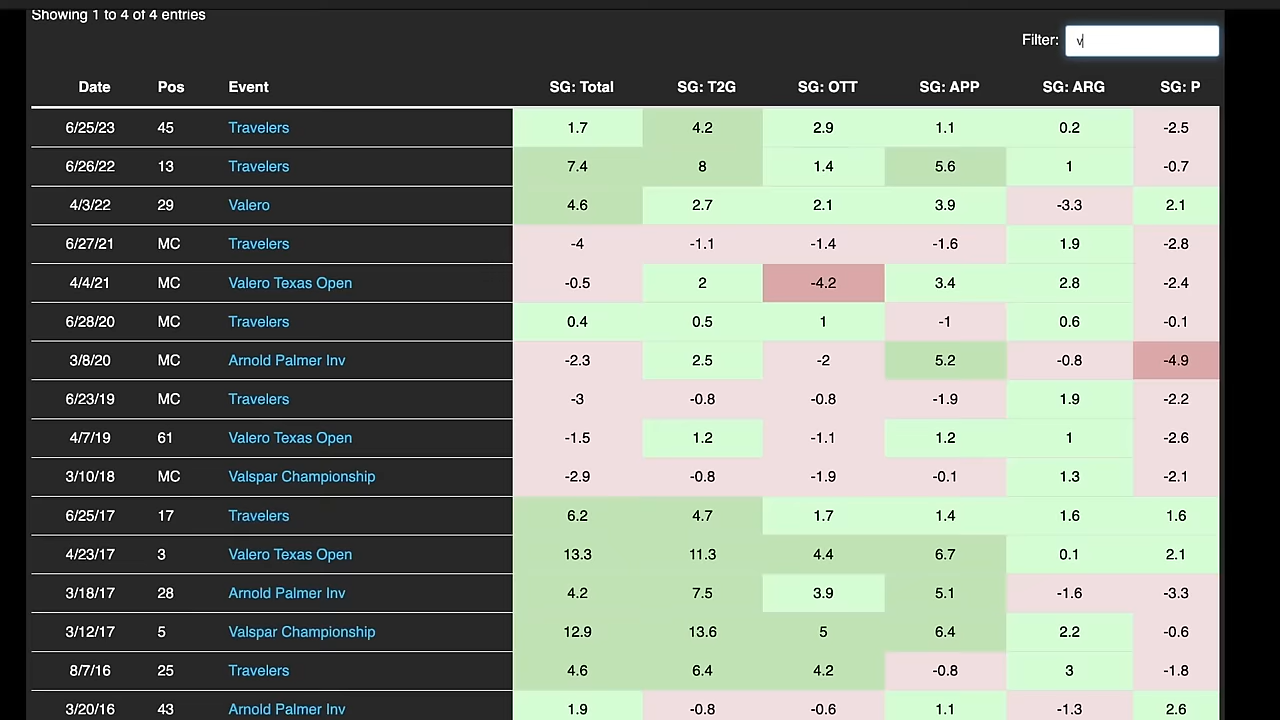 Showing 1 to 4 of 4 entries
Filter: v
Date Pos Event SG: Total SG: T2G SG: OTT SG: APP SG: ARG SG: P
6/25/23 45 Travelers 1.7 4.2 2.9 1.1 0.2 -2.5
6/26/22 13 Travelers 7.4 8 1.4 5.6 1 -0.7
4/3/22 29 Valero 4.6 2.7 2.1 3.9 -3.3 2.1
6/27/21 MC Travelers -4 -1.1 -1.4 -1.6 1.9 -2.8
4/4/21 MC Valero Texas Open -0.5 2 -4.2 3.4 2.8 -2.4
6/28/20 MC Travelers 0.4 0.5 1 -1 0.6 -0.1
3/8/20 MC Arnold Palmer Inv -2.3 2.5 -2 5.2 -0.8 -4.9
6/23/19 MC Travelers -3 -0.8 -0.8 -1.9 1.9 -2.2
4/7/19 61 Valero Texas Open -1.5 1.2 -1.1 1.2 1 -2.6
3/10/18 MC Valspar Championship -2.9 -0.8 -1.9 -0.1 1.3 -2.1
6/25/17 17 Travelers 6.2 4.7 1.7 1.4 1.6 1.6
4/23/17 3 Valero Texas Open 13.3 11.3 4.4 6.7 0.1 2.1
3/18/17 28 Arnold Palmer Inv 4.2 7.5 3.9 5.1 -1.6 -3.3
3/12/17 5 Valspar Championship 12.9 13.6 5 6.4 2.2 -0.6
8/7/16 25 Travelers 4.6 6.4 4.2 -0.8 3 -1.8
3/20/16 43 Arnold Palmer Inv 1.9 -0.8 -0.6 1.1 -1.3 2.6